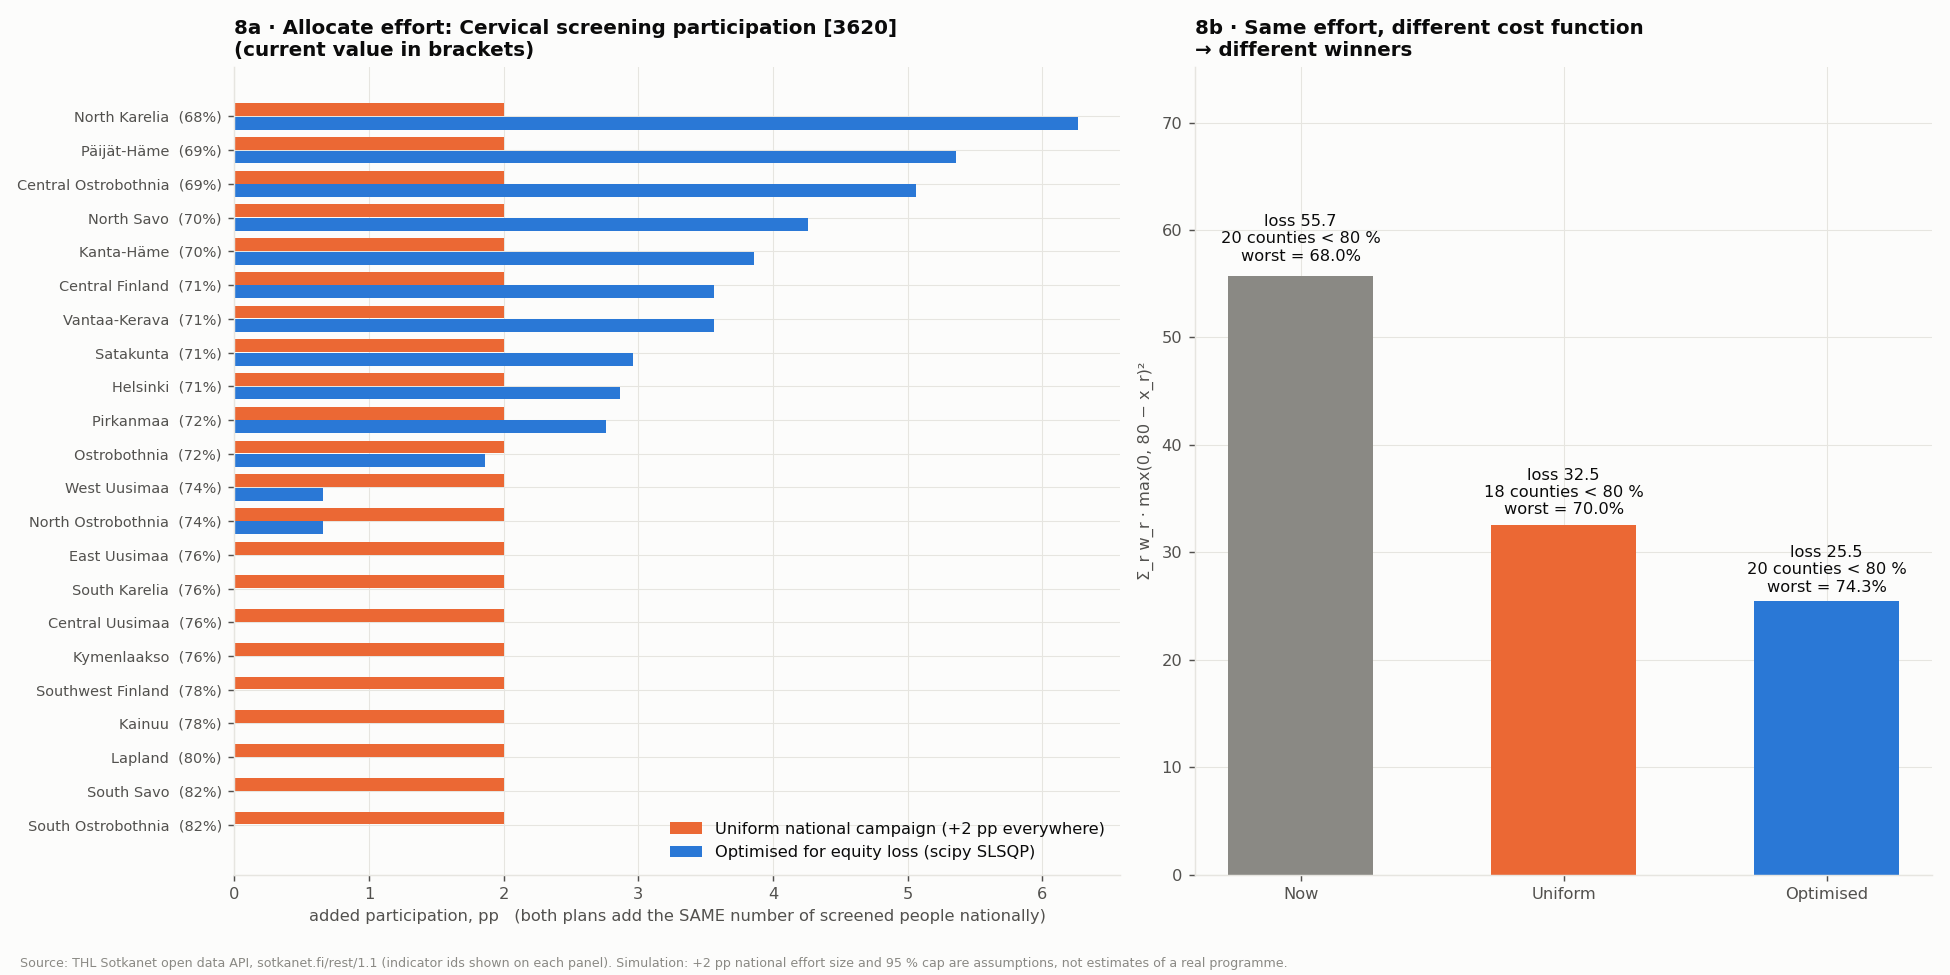 8a · Allocate effort: Cervical screening participation [3620]
(current value in brackets)
North Karelia (68%)
Päijät-Häme (69%)
Central Ostrobothnia (69%)
North Savo (70%)
Kanta-Häme (70%)
Central Finland (71%)
Vantaa-Kerava (71%)
Satakunta (71%)
Helsinki (71%)
Pirkanmaa (72%)
Ostrobothnia (72%)
West Uusimaa (74%)
North Ostrobothnia (74%)
East Uusimaa (76%)
South Karelia (76%)
Central Uusimaa (76%)
Kymenlaakso (76%)
Southwest Finland (78%)
Kainuu (78%)
Lapland (80%)
South Savo (82%)
South Ostrobothnia (82%)
Uniform national campaign (+2 pp everywhere)
Optimised for equity loss (scipy SLSQP)
0 1 2 3 4 5 6
added participation, pp (both plans add the SAME number of screened people nationally)
8b · Same effort, different cost function
→ different winners
Σ_r w_r · max(0, 80 − x_r)²
70
60
50
40
30
20
10
0
loss 55.7
20 counties < 80 %
worst = 68.0%
loss 32.5
18 counties < 80 %
worst = 70.0%
loss 25.5
20 counties < 80 %
worst = 74.3%
Now Uniform Optimised
Source: THL Sotkanet open data API, sotkanet.fi/rest/1.1 (indicator ids shown on each panel). Simulation: +2 pp national effort size and 95 % cap are assumptions, not estimates of a real programme.